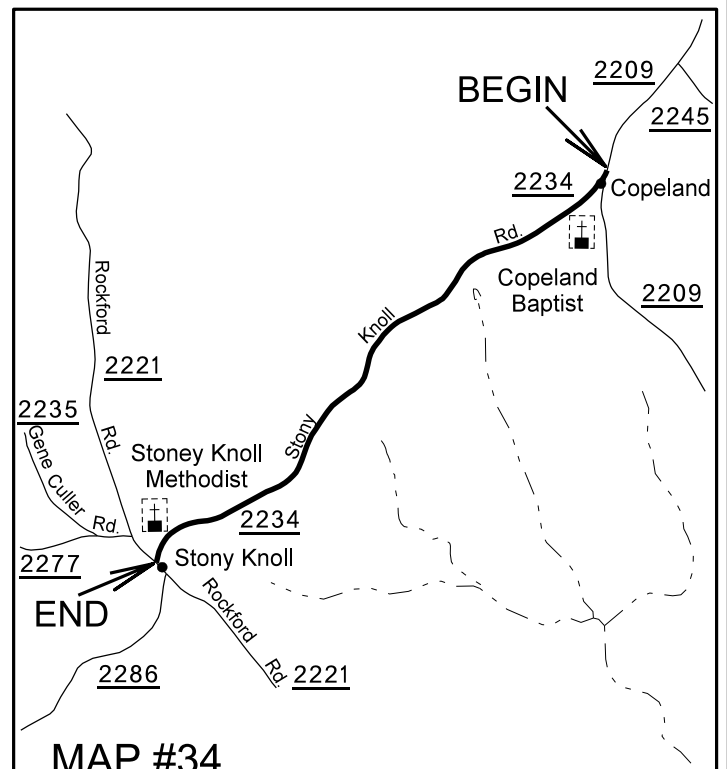 2209
BEGIN
2245
2234
Copeland
Rd.
Copeland
Baptist
2209
Rockford
Knoll
2221
2235
Rd.
Stony
Gene Culler
Stoney Knoll
Methodist
Rd.
2234
2277
Stony Knoll
END
Rockford
2286
Rd.
2221
MAP #34